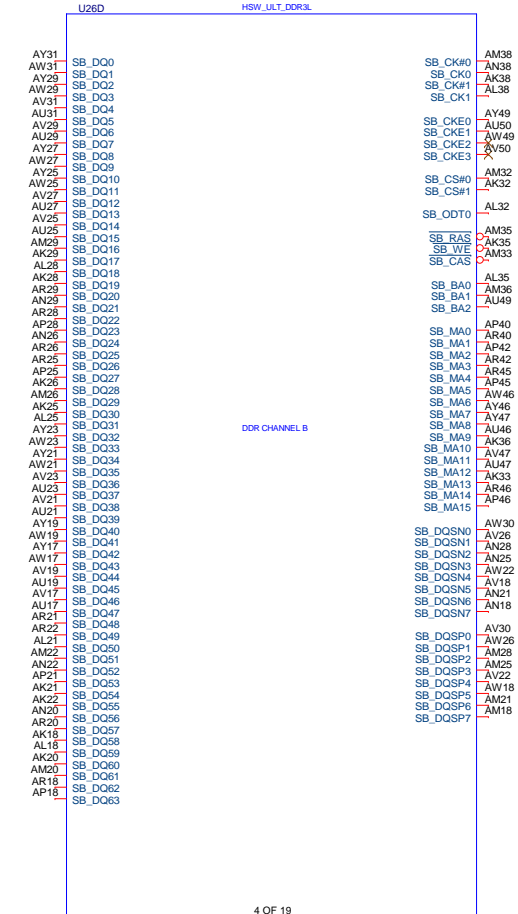 U26D HSW_ULT_DDR3L
AY31 SB_DQ0
AW31 SB_DQ1
AY29 SB_DQ2
AW29 SB_DQ3
AV31 SB_DQ4
AU31 SB_DQ5
AV29 SB_DQ6
AU29 SB_DQ7
AY27 SB_DQ8
AW27 SB_DQ9
AY25 SB_DQ10
AW25 SB_DQ11
AV27 SB_DQ12
AU27 SB_DQ13
AV25 SB_DQ14
AU25 SB_DQ15
AM29 SB_DQ16
AK29 SB_DQ17
AL28 SB_DQ18
AK28 SB_DQ19
AR29 SB_DQ20
AN29 SB_DQ21
AR28 SB_DQ22
AP28 SB_DQ23
AN26 SB_DQ24
AR26 SB_DQ25
AR25 SB_DQ26
AP25 SB_DQ27
AK26 SB_DQ28
AM26 SB_DQ29
AK25 SB_DQ30
AL25 SB_DQ31
AY23 SB_DQ32
AW23 SB_DQ33
AY21 SB_DQ34
AW21 SB_DQ35
AV23 SB_DQ36
AU23 SB_DQ37
AV21 SB_DQ38
AU21 SB_DQ39
AY19 SB_DQ40
AW19 SB_DQ41
AY17 SB_DQ42
AW17 SB_DQ43
AV19 SB_DQ44
AU19 SB_DQ45
AV17 SB_DQ46
AU17 SB_DQ47
AR21 SB_DQ48
AR22 SB_DQ49
AL21 SB_DQ50
AM22 SB_DQ51
AN22 SB_DQ52
AP21 SB_DQ53
AK21 SB_DQ54
AK22 SB_DQ55
AN20 SB_DQ56
AR20 SB_DQ57
AK18 SB_DQ58
AL18 SB_DQ59
AK20 SB_DQ60
AM20 SB_DQ61
AR18 SB_DQ62
AP18 SB_DQ63
DDR CHANNEL B
SB_CK#0 AM38
SB_CK0 AN38
SB_CK#1 AK38
SB_CK1 AL38
SB_CKE0 AY49
SB_CKE1 AU50
SB_CKE2 AW49
SB_CKE3 AV50
SB_CS#0 AM32
SB_CS#1 AK32
SB_ODT0 AL32
SB_RAS AM35
SB_WE AK35
SB_CAS AM33
SB_BA0 AL35
SB_BA1 AM36
SB_BA2 AU49
SB_MA0 AP40
SB_MA1 AR40
SB_MA2 AP42
SB_MA3 AR42
SB_MA4 AR45
SB_MA5 AP45
SB_MA6 AW46
SB_MA7 AY46
SB_MA8 AY47
SB_MA9 AU46
SB_MA10 AK36
SB_MA11 AV47
SB_MA12 AU47
SB_MA13 AK33
SB_MA14 AR46
SB_MA15 AP46
SB_DQSN0 AW30
SB_DQSN1 AV26
SB_DQSN2 AN28
SB_DQSN3 AN25
SB_DQSN4 AW22
SB_DQSN5 AV18
SB_DQSN6 AN21
SB_DQSN7 AN18
SB_DQSP0 AV30
SB_DQSP1 AW26
SB_DQSP2 AM28
SB_DQSP3 AM25
SB_DQSP4 AV22
SB_DQSP5 AW18
SB_DQSP6 AM21
SB_DQSP7 AM18
4 OF 19